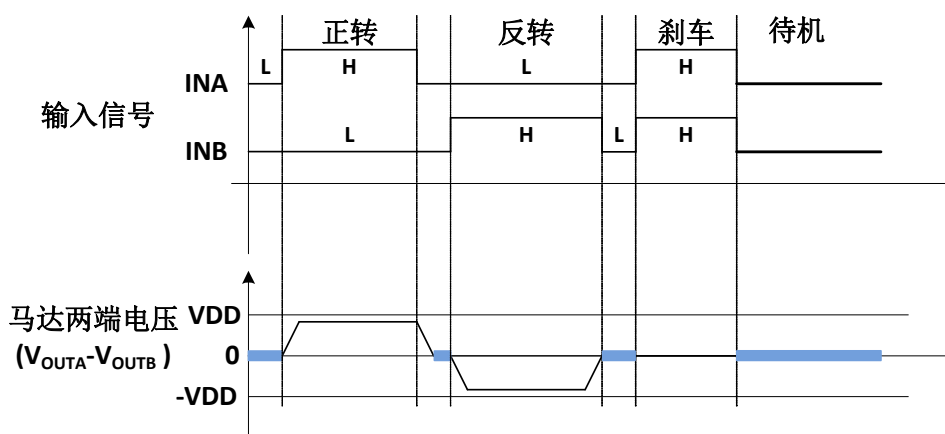 正转 反转 刹车 待机
L H L H
INA
输入信号
L H L H
INB
马达两端电压 VDD
(VOUTA-VOUTB ) 0
-VDD